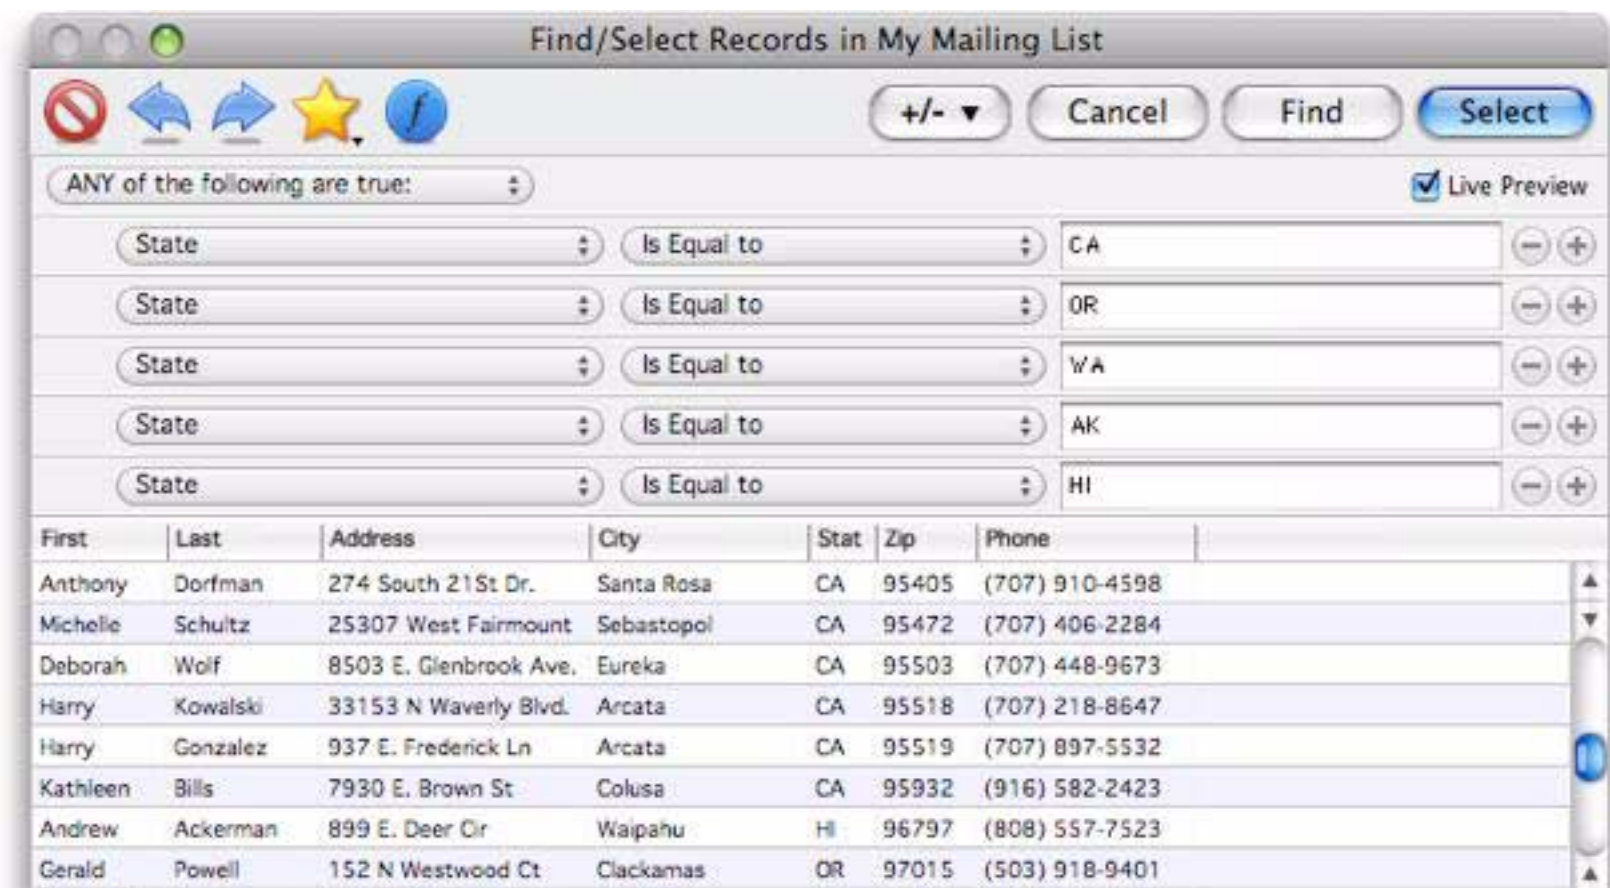 Find/Select Records in My Mailing List
f +/- Cancel Find Select
ANY of the following are true: Live Preview
State Is Equal to CA
State Is Equal to OR
State Is Equal to WA
State Is Equal to AK
State Is Equal to HI
First Last Address City Stat Zip Phone
Anthony Dorfman 274 South 21St Dr. Santa Rosa CA 95405 (707) 910-4598
Michelle Schultz 25307 West Fairmount Sebastopol CA 95472 (707) 406-2284
Deborah Wolf 8503 E. Glenbrook Ave. Eureka CA 95503 (707) 448-9673
Harry Kowalski 33153 N Waverly Blvd. Arcata CA 95518 (707) 218-8647
Harry Gonzalez 937 E. Frederick Ln Arcata CA 95519 (707) 897-5532
Kathleen Bills 7930 E. Brown St Colusa CA 95932 (916) 582-2423
Andrew Ackerman 899 E. Deer Cir Waipahu HI 96797 (808) 557-7523
Gerald Powell 152 N Westwood Ct Clackamas OR 97015 (503) 918-9401